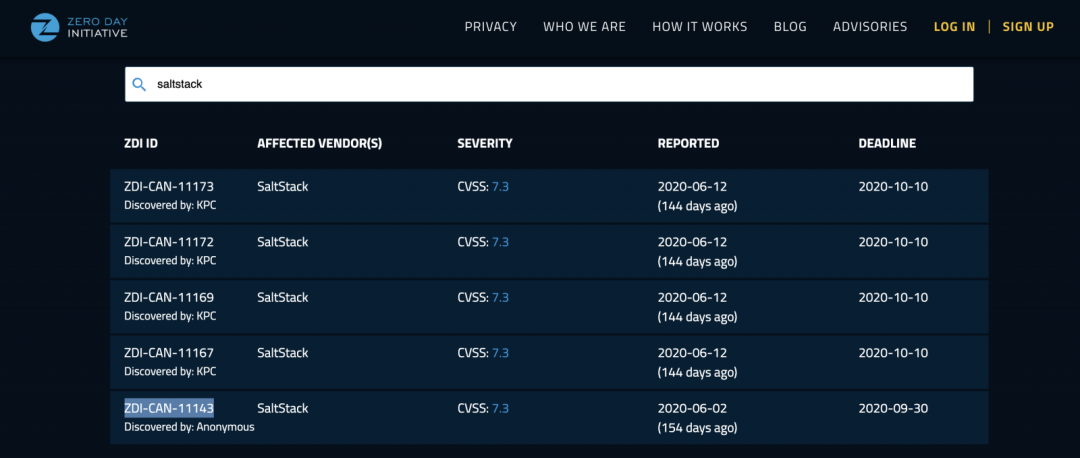 ZERO DAY
INITIATIVE
PRIVACY WHO WE ARE HOW IT WORKS BLOG ADVISORIES LOG IN | SIGN UP
saltstack
ZDI ID AFFECTED VENDOR(S) SEVERITY REPORTED DEADLINE
ZDI-CAN-11173 SaltStack CVSS: 7.3 2020-06-12 2020-10-10
Discovered by: KPC (144 days ago)
ZDI-CAN-11172 SaltStack CVSS: 7.3 2020-06-12 2020-10-10
Discovered by: KPC (144 days ago)
ZDI-CAN-11169 SaltStack CVSS: 7.3 2020-06-12 2020-10-10
Discovered by: KPC (144 days ago)
ZDI-CAN-11167 SaltStack CVSS: 7.3 2020-06-12 2020-10-10
Discovered by: KPC (144 days ago)
ZDI-CAN-11143 SaltStack CVSS: 7.3 2020-06-02 2020-09-30
Discovered by: Anonymous (154 days ago)